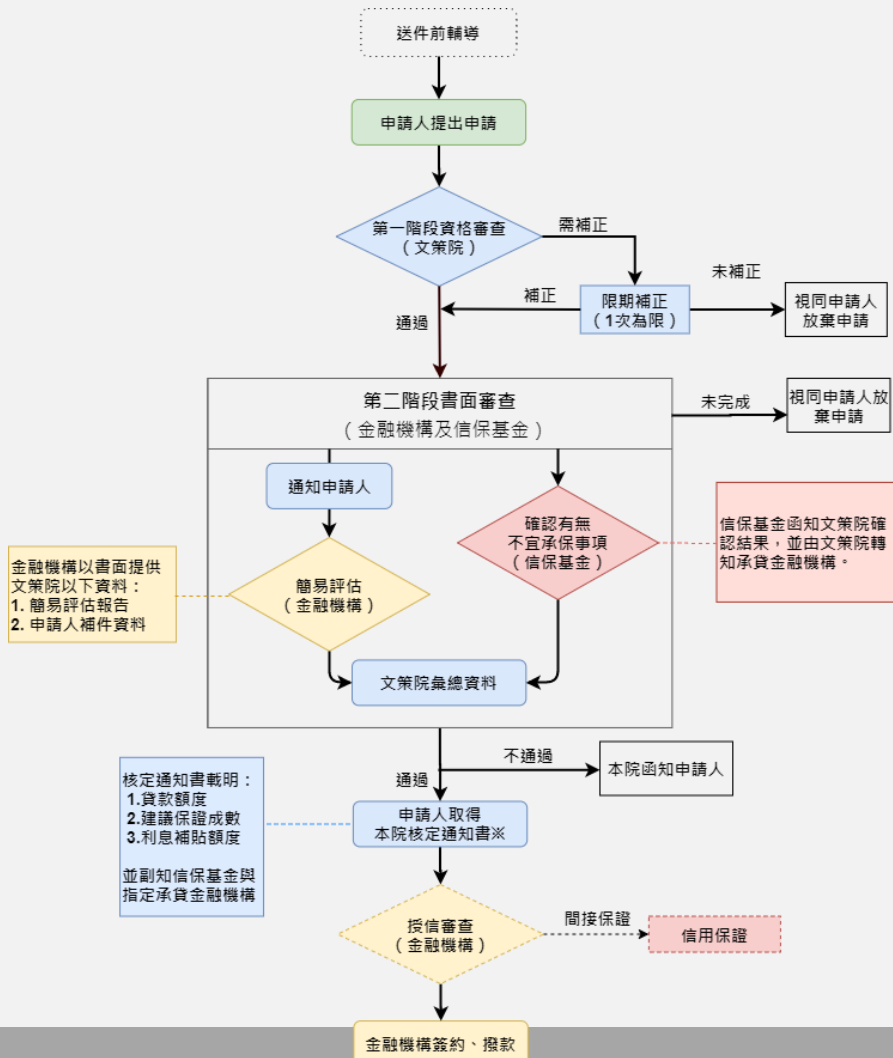 送件前輔導
申請人提出申請
第一階段資格審查
（文策院）
需補正
未補正
補正
限期補正
（1次為限）
視同申請人
放棄申請
通過
第二階段書面審查
（金融機構及信保基金）
未完成
視同申請人放
棄申請
通知申請人
確認有無
不宜承保事項
（信保基金）
信保基金函知文策院確
認結果，並由文策院轉
知承貸金融機構。
金融機構以書面提供
文策院以下資料：
1. 簡易評估報告
2. 申請人補件資料
簡易評估
（金融機構）
文策院彙總資料
不通過
本院函知申請人
通過
核定通知書載明：
1.貸款額度
2.建議保證成數
3.利息補貼額度
並副知信保基金與
指定承貸金融機構
申請人取得
本院核定通知書※
授信審查
（金融機構）
間接保證
信用保證
金融機構簽約、撥款